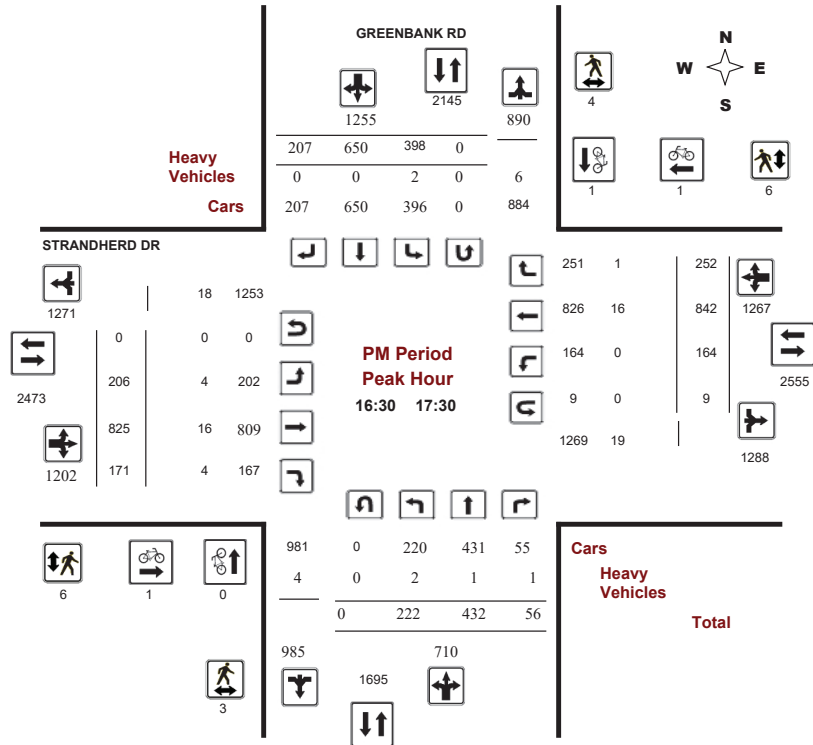 GREENBANK RD
N
W E
S
2145
4
1255 890
207 650 398 0
Heavy
Vehicles
0 0 2 0 6
Cars 207 650 396 0 884
1 1 6
STRANDHERD DR
1271
18 1253
251 1 252
1267
0 0 0
826 16 842
2473
206 4 202
PM Period
Peak Hour
16:30 17:30
164 0 164
2555
9 0 9
825 16 809
1269 19
1202
171 4 167
1288
981 0 220 431 55
Cars
4 0 2 1 1
Heavy
Vehicles
0 222 432 56
Total
6 1 0
985 710
1695
3